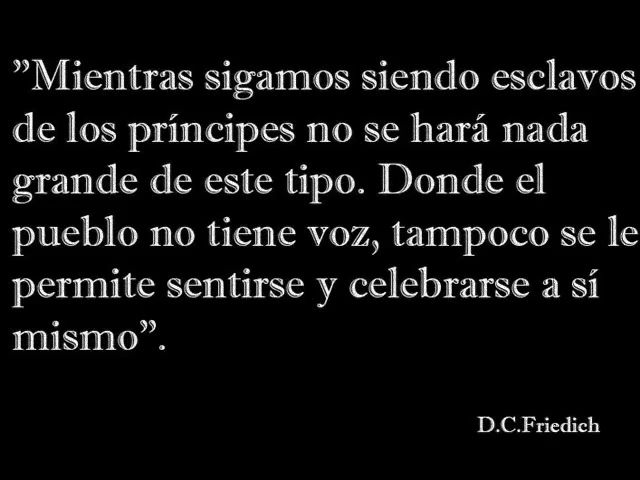 ”Mientras sigamos siendo esclavos
de los príncipes no se hará nada
grande de este tipo. Donde el
pueblo no tiene voz, tampoco se le
permite sentirse y celebrarse a sí
mismo”.
D.C.Friedich